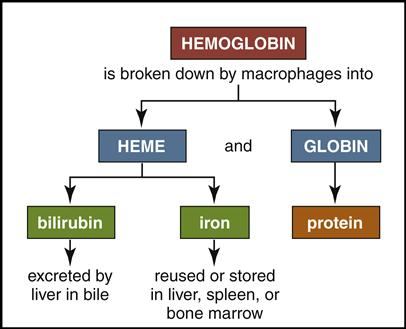 HEMOGLOBIN
is broken down by macrophages into
HEME and GLOBIN
bilirubin iron protein
excreted by reused or stored
liver in bile in liver, spleen, or
bone marrow